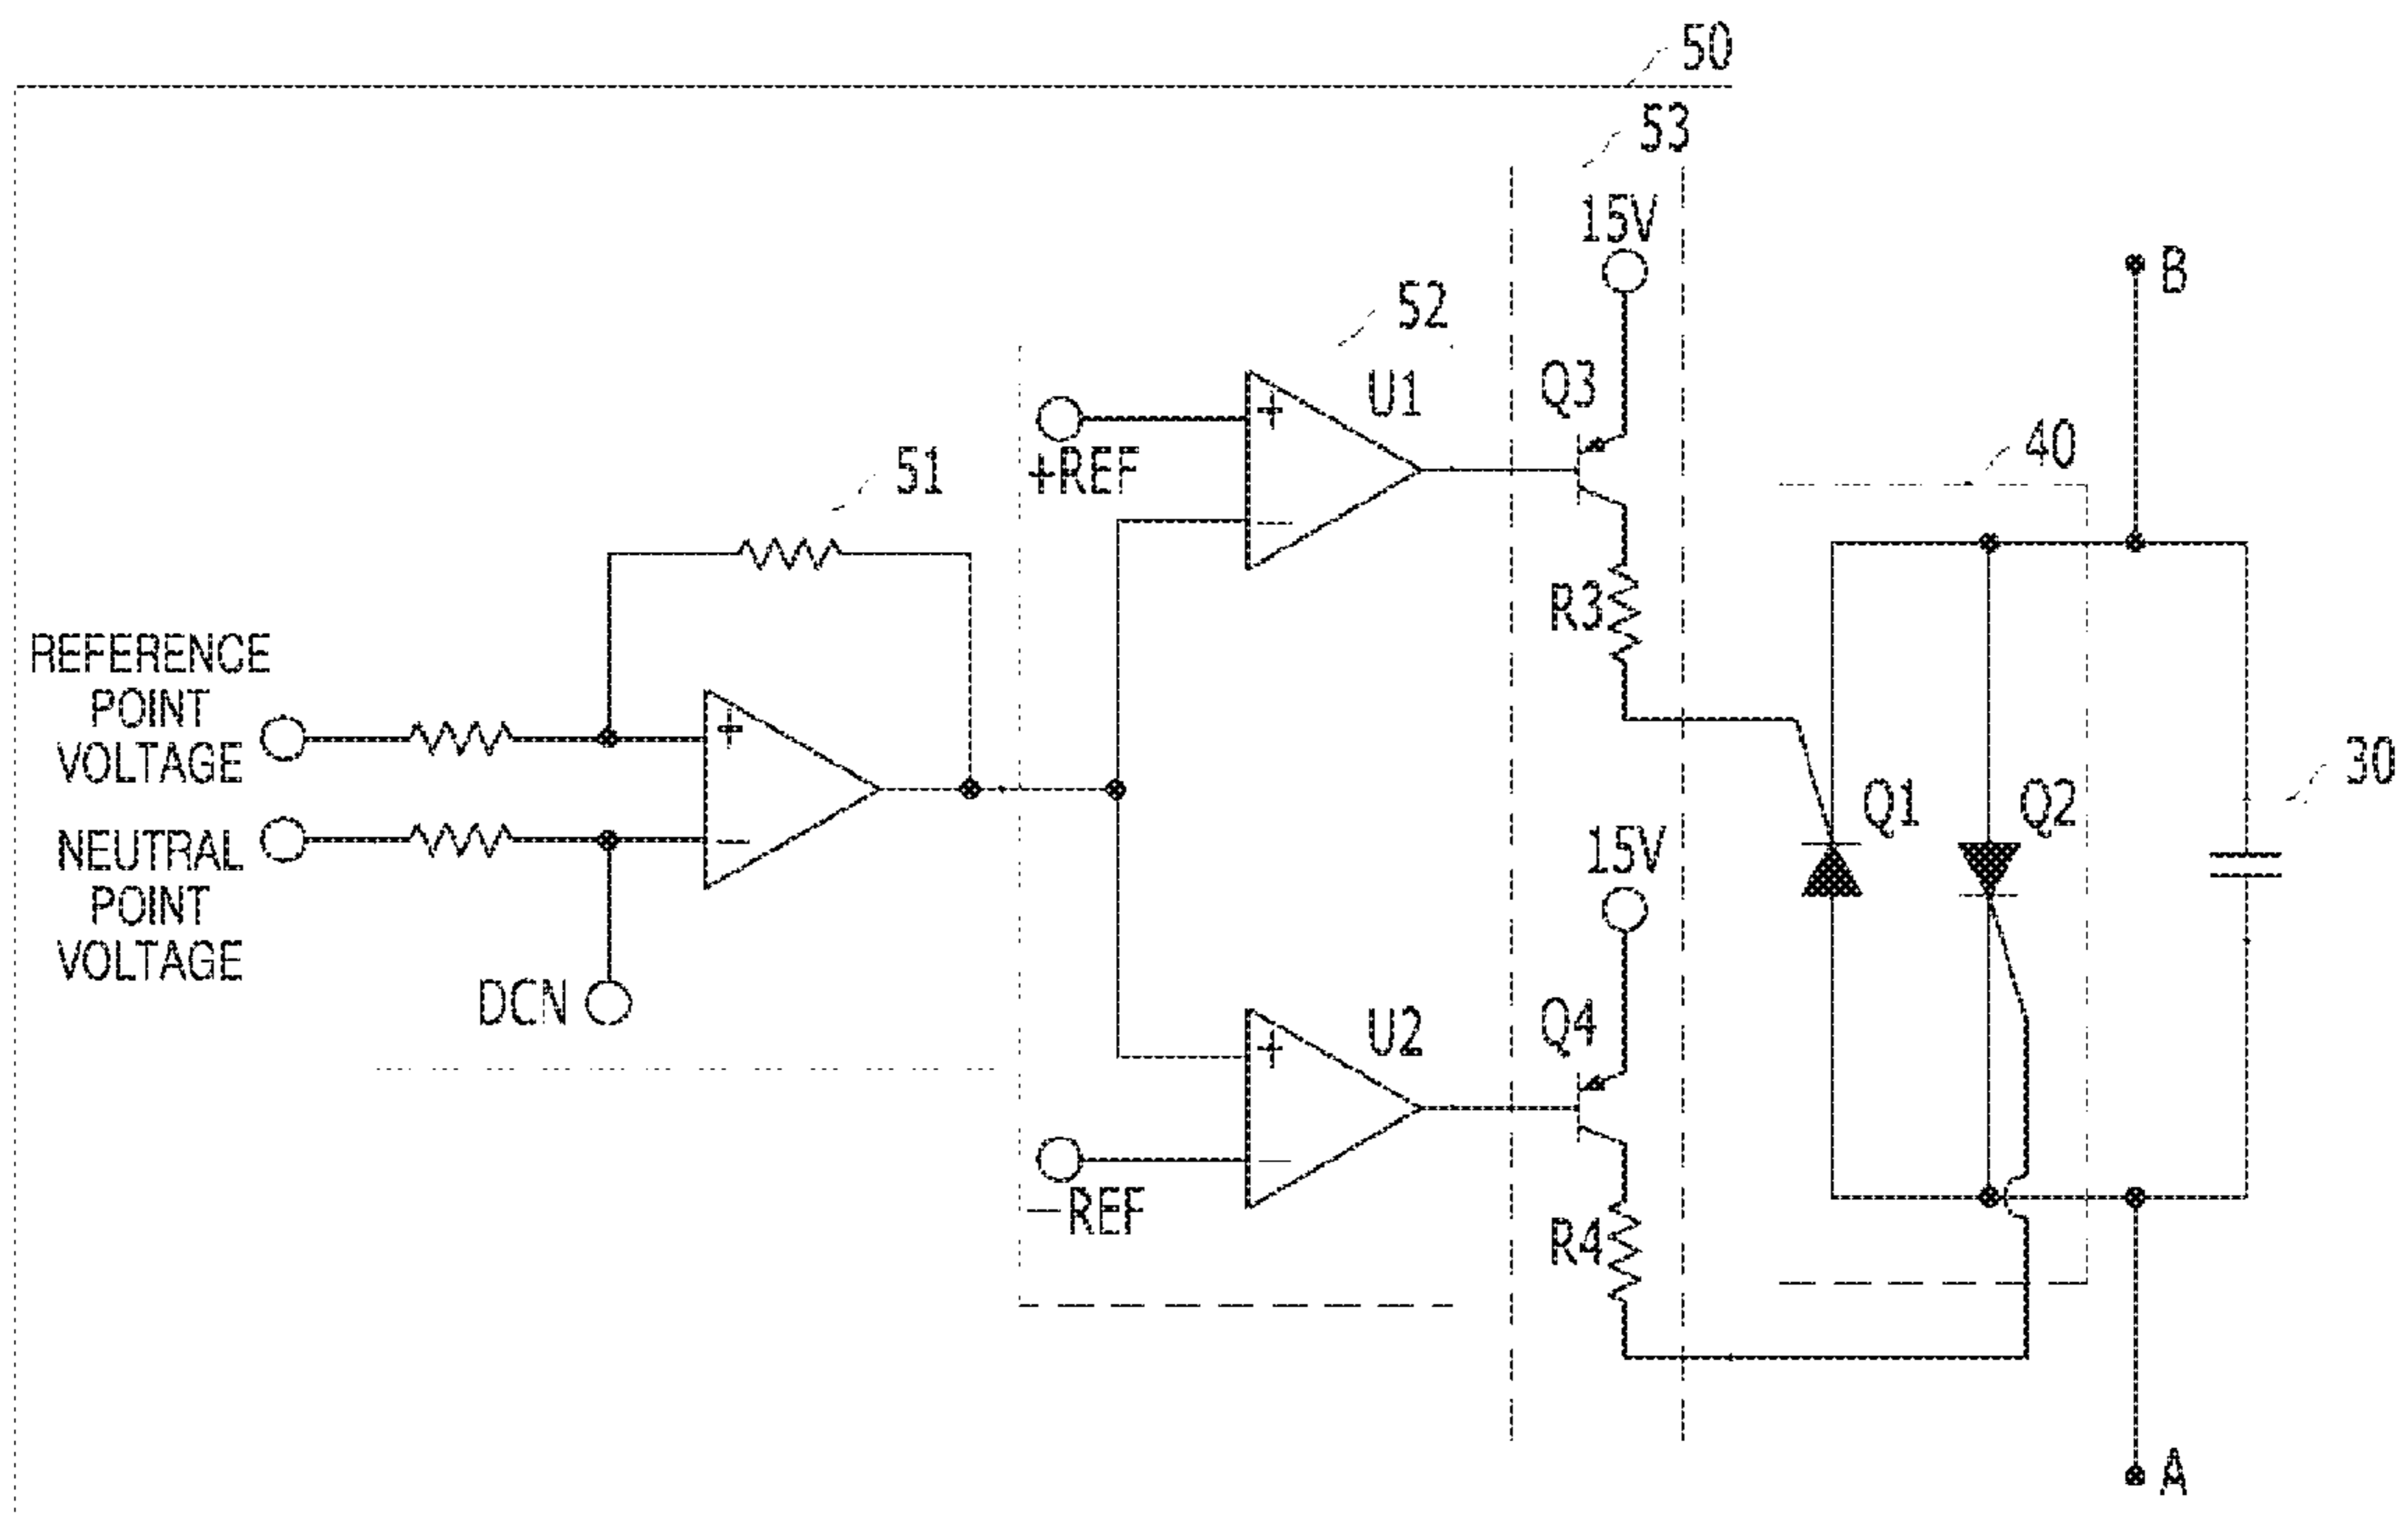 50
53
15V
B
52
U1
Q3
+
+REF
−
40
51
R3
REFERENCE
POINT
VOLTAGE
+
30
Q1
Q2
15V
NEUTRAL
POINT
VOLTAGE
−
DCN
U2
Q4
+
−
−REF
R4
A